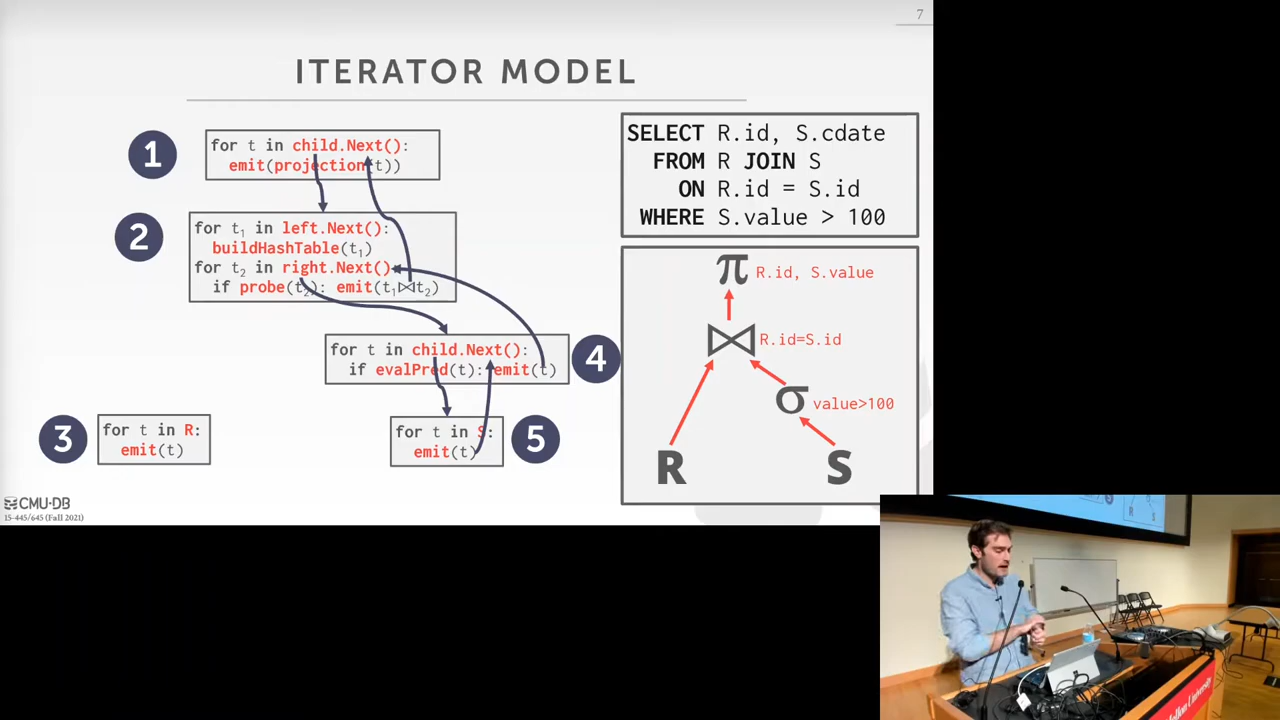 7
ITERATOR MODEL
1
for t in child.Next():
emit(projection(t))
2
for t₁ in left.Next():
buildHashTable(t₁)
for t₂ in right.Next():
if probe(t₂): emit(t₁⋈t₂)
for t in child.Next():
if evalPred(t): emit(t)
4
3
for t in R:
emit(t)
for t in S:
emit(t)
5
SELECT R.id, S.cdate
FROM R JOIN S
ON R.id = S.id
WHERE S.value > 100
π R.id, S.value
⋈ R.id=S.id
σ value>100
R S
CMU·DB
15-445/645 (Fall 2021)
R S
Mellon University